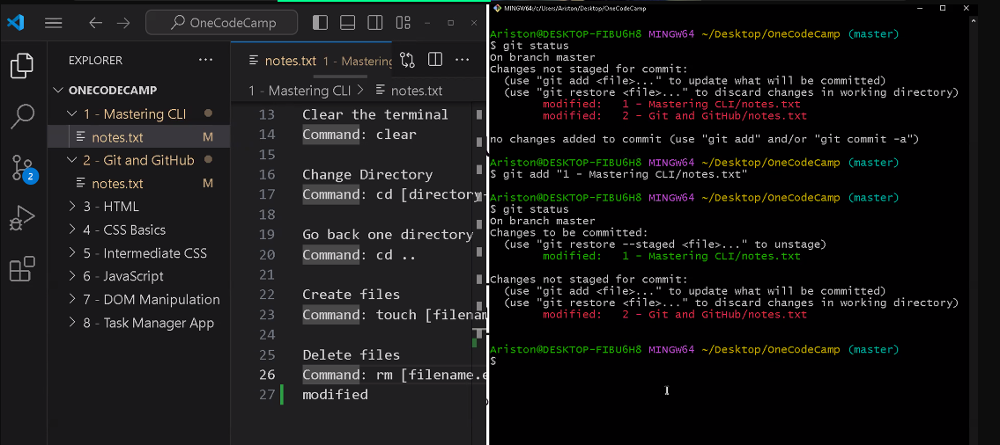 OneCodeCamp
EXPLORER
ONECODECAMP
1 - Mastering CLI
notes.txt M
2 - Git and GitHub
notes.txt M
3 - HTML
4 - CSS Basics
5 - Intermediate CSS
6 - JavaScript
7 - DOM Manipulation
8 - Task Manager App
2
notes.txt 1 - Mastering
1 - Mastering CLI > notes.txt
13 Clear the terminal
14 Command: clear
15
16 Change Directory
17 Command: cd [directory-
18
19 Go back one directory
20 Command: cd ..
21
22 Create files
23 Command: touch [filenam
24
25 Delete files
26 Command: rm [filename.e
27 modified
MINGW64:/c/Users/Ariston/Desktop/OneCodeCamp
Ariston@DESKTOP-FIBU6H8 MINGW64 ~/Desktop/OneCodeCamp (master)
$ git status
On branch master
Changes not staged for commit:
(use "git add <file>..." to update what will be committed)
(use "git restore <file>..." to discard changes in working directory)
modified: 1 - Mastering CLI/notes.txt
modified: 2 - Git and GitHub/notes.txt
no changes added to commit (use "git add" and/or "git commit -a")
Ariston@DESKTOP-FIBU6H8 MINGW64 ~/Desktop/OneCodeCamp (master)
$ git add "1 - Mastering CLI/notes.txt"
Ariston@DESKTOP-FIBU6H8 MINGW64 ~/Desktop/OneCodeCamp (master)
$ git status
On branch master
Changes to be committed:
(use "git restore --staged <file>..." to unstage)
modified: 1 - Mastering CLI/notes.txt
Changes not staged for commit:
(use "git add <file>..." to update what will be committed)
(use "git restore <file>..." to discard changes in working directory)
modified: 2 - Git and GitHub/notes.txt
Ariston@DESKTOP-FIBU6H8 MINGW64 ~/Desktop/OneCodeCamp (master)
$